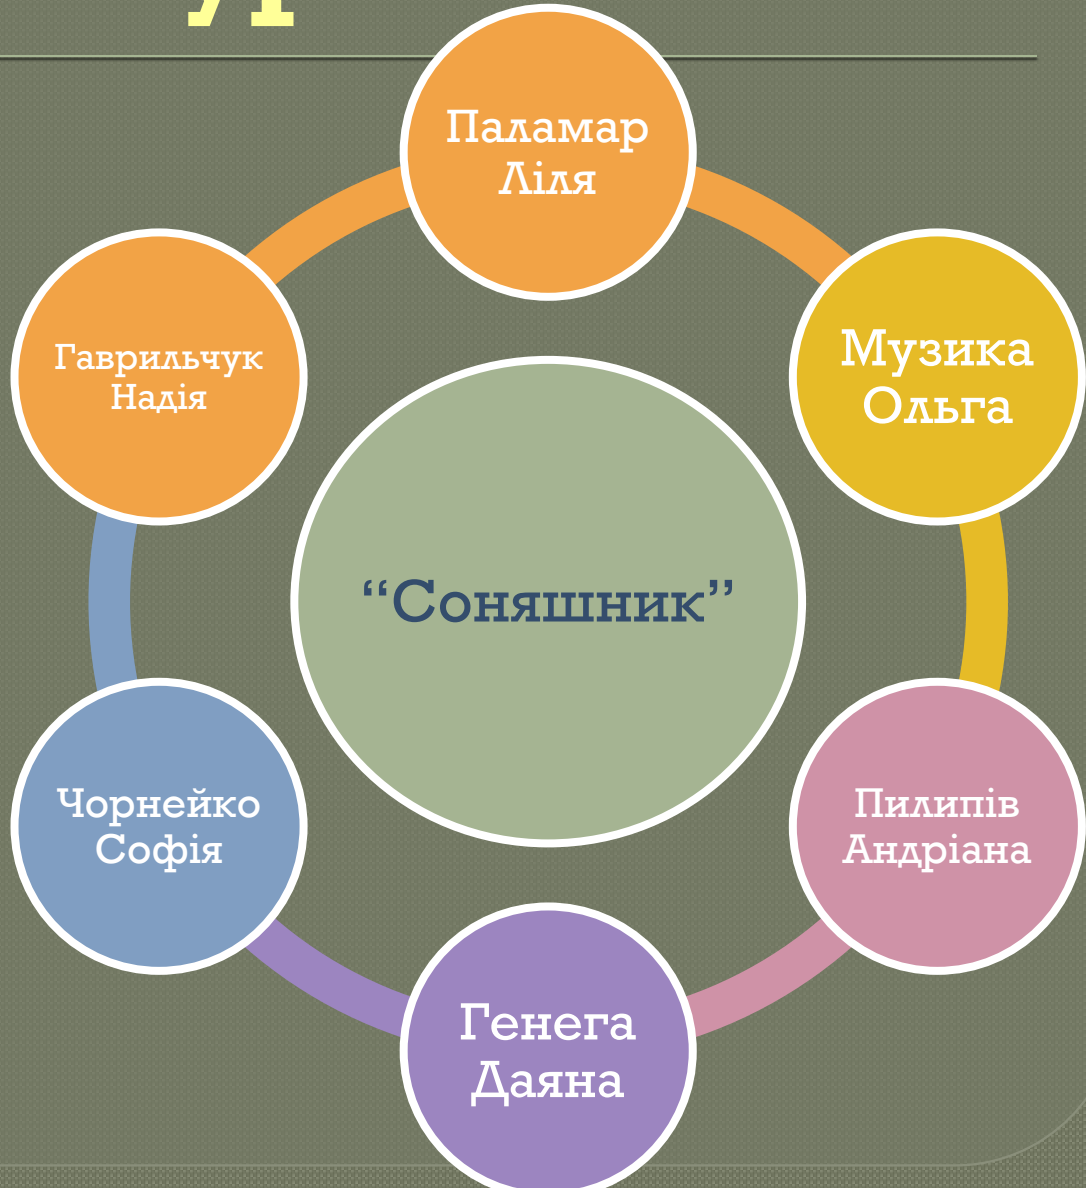 Паламар
Ліля
Музика
Ольга
Пилипів
Андріана
Генега
Даяна
Чорнейко
Софія
Гаврильчук
Надія
“Соняшник”